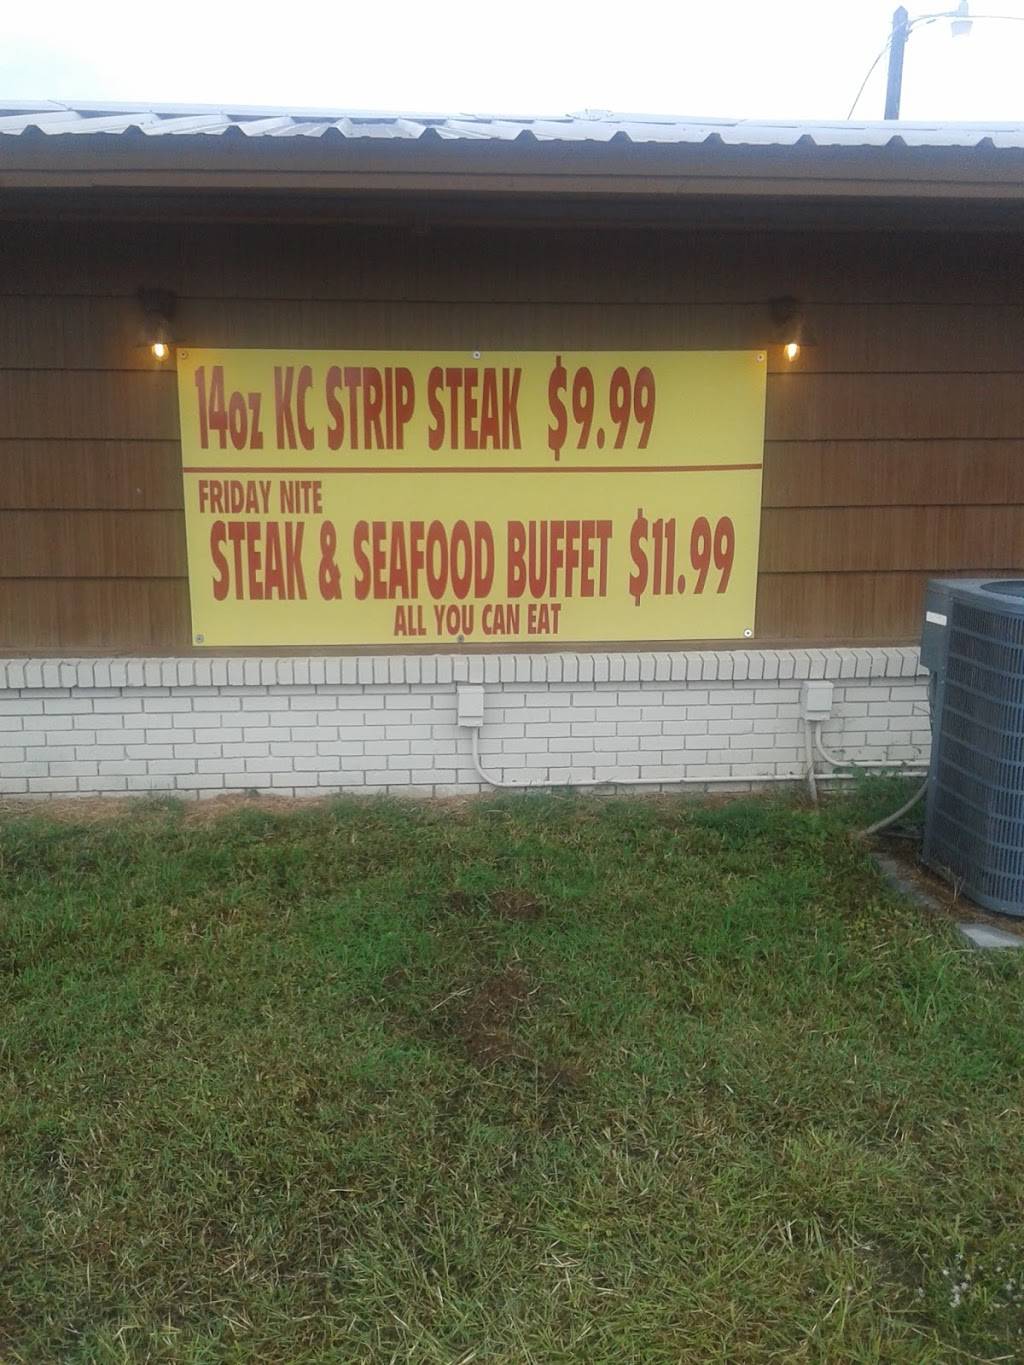 14oz KC STRIP STEAK $9.99
FRIDAY NITE
STEAK & SEAFOOD BUFFET $11.99
ALL YOU CAN EAT